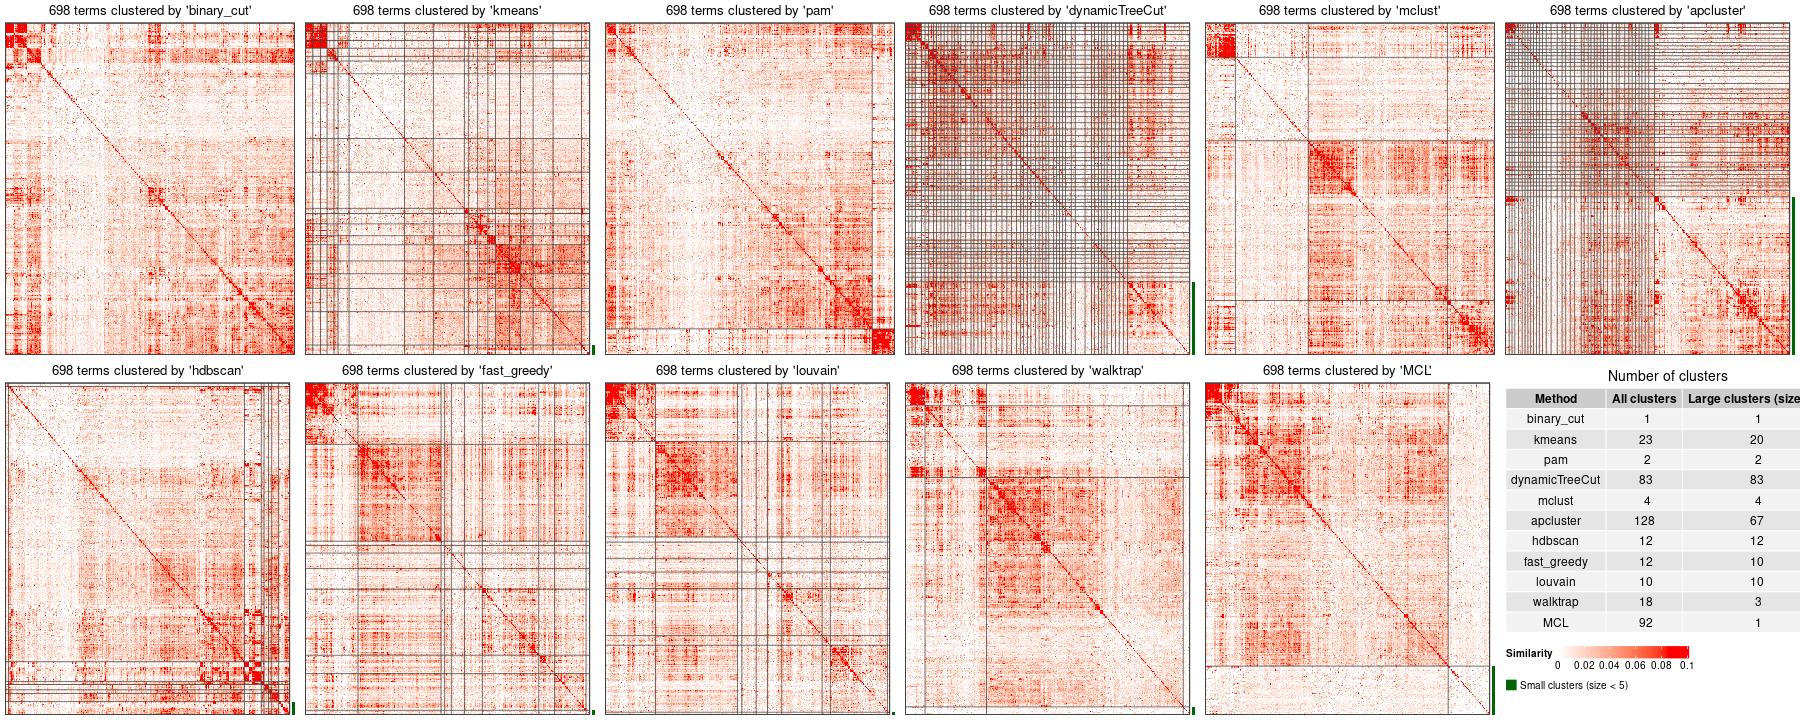 698 terms clustered by 'binary_cut'
698 terms clustered by 'kmeans'
698 terms clustered by 'pam'
698 terms clustered by 'dynamicTreeCut'
698 terms clustered by 'mclust'
698 terms clustered by 'apcluster'
698 terms clustered by 'hdbscan'
698 terms clustered by 'fast_greedy'
698 terms clustered by 'louvain'
698 terms clustered by 'walktrap'
698 terms clustered by 'MCL'
Number of clusters
Method All clusters Large clusters (size
binary_cut 1 1
kmeans 23 20
pam 2 2
dynamicTreeCut 83 83
mclust 4 4
apcluster 128 67
hdbscan 12 12
fast_greedy 12 10
louvain 10 10
walktrap 18 3
MCL 92 1
Similarity
0 0.02 0.04 0.06 0.08 0.1
Small clusters (size < 5)